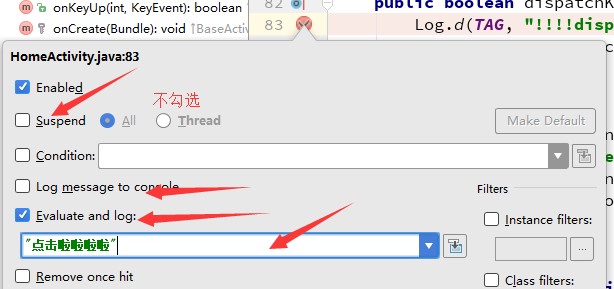 onKeyUp(int, KeyEvent): boolean
onCreate(Bundle): void ↑BaseActiv
82
public boolean dispatchK
83
Log.d(TAG, "!!!!disp
HomeActivity.java:83
Enabled
不勾选
Suspend All Thread Make Default
Condition:
Log message to console
Filters
Evaluate and log:
Instance filters:
"点击啦啦啦啦"
...
Remove once hit
Class filters: